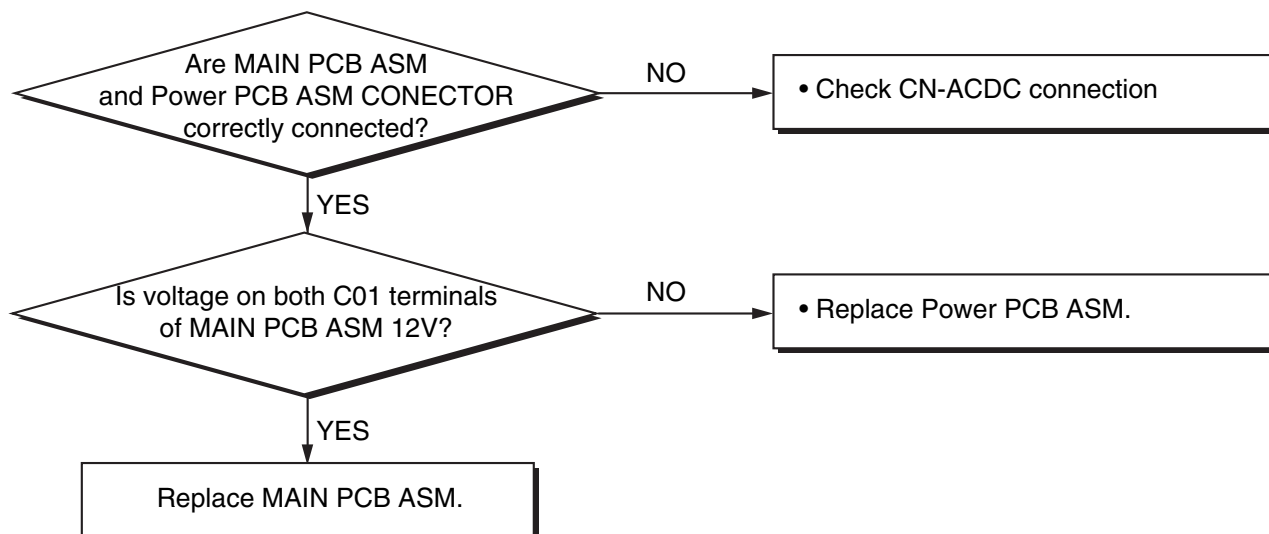 Are MAIN PCB ASM
and Power PCB ASM CONECTOR
correctly connected?
NO
• Check CN-ACDC connection
YES
Is voltage on both C01 terminals
of MAIN PCB ASM 12V?
NO
• Replace Power PCB ASM.
YES
Replace MAIN PCB ASM.